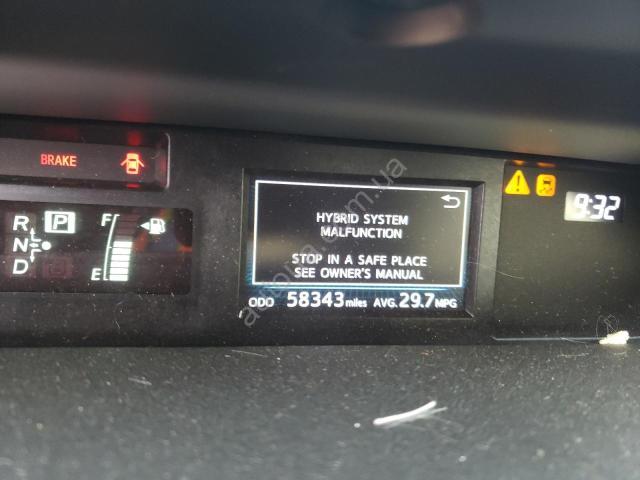 BRAKE
R
P
N
D
F
E
HYBRID SYSTEM
MALFUNCTION
STOP IN A SAFE PLACE
SEE OWNER'S MANUAL
ODO 58343 miles AVG. 29.7 MPG
9:32